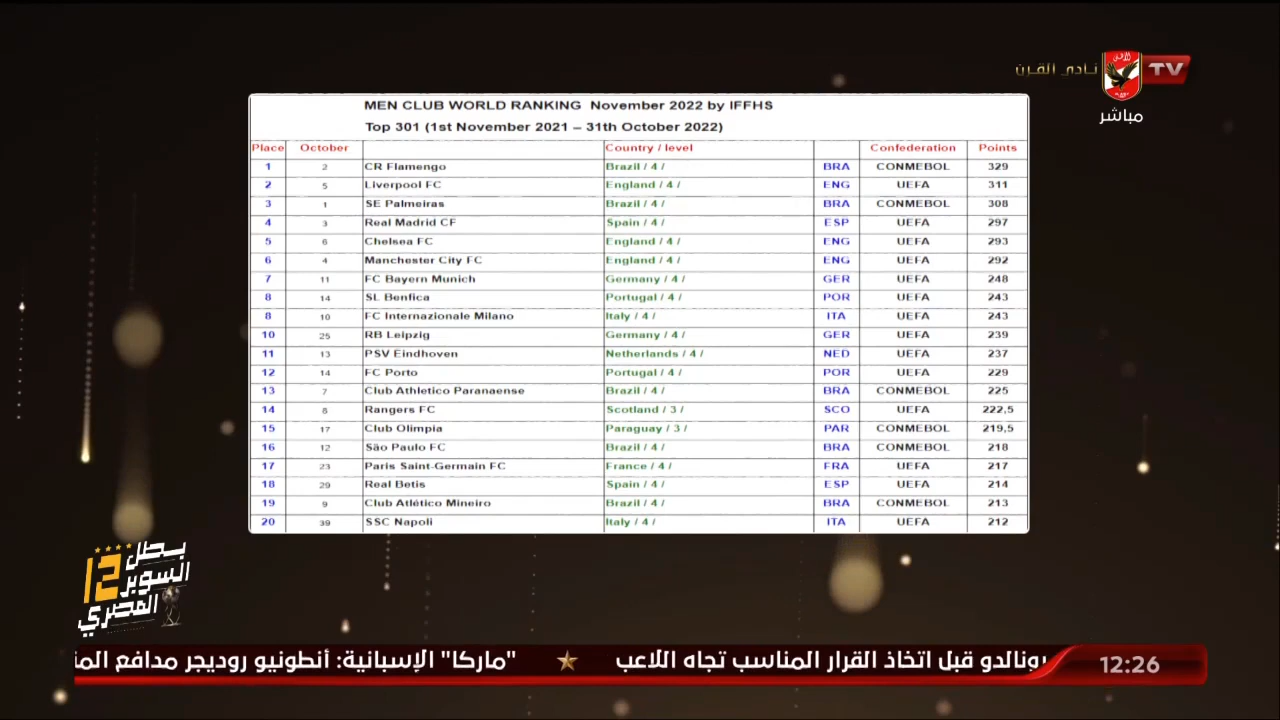 نادي القرن TV
مباشر
MEN CLUB WORLD RANKING November 2022 by IFFHS
Top 301 (1st November 2021 – 31th October 2022)
Place October Country / level Confederation Points
1 2 CR Flamengo Brazil / 4 / BRA CONMEBOL 329
2 5 Liverpool FC England / 4 / ENG UEFA 311
3 1 SE Palmeiras Brazil / 4 / BRA CONMEBOL 308
4 3 Real Madrid CF Spain / 4 / ESP UEFA 297
5 6 Chelsea FC England / 4 / ENG UEFA 293
6 4 Manchester City FC England / 4 / ENG UEFA 292
7 11 FC Bayern Munich Germany / 4 / GER UEFA 248
8 14 SL Benfica Portugal / 4 / POR UEFA 243
8 10 FC Internazionale Milano Italy / 4 / ITA UEFA 243
10 25 RB Leipzig Germany / 4 / GER UEFA 239
11 13 PSV Eindhoven Netherlands / 4 / NED UEFA 237
12 14 FC Porto Portugal / 4 / POR UEFA 229
13 7 Club Athletico Paranaense Brazil / 4 / BRA CONMEBOL 225
14 8 Rangers FC Scotland / 3 / SCO UEFA 222,5
15 17 Club Olimpia Paraguay / 3 / PAR CONMEBOL 219,5
16 12 São Paulo FC Brazil / 4 / BRA CONMEBOL 218
17 23 Paris Saint-Germain FC France / 4 / FRA UEFA 217
18 29 Real Betis Spain / 4 / ESP UEFA 214
19 9 Club Atlético Mineiro Brazil / 4 / BRA CONMEBOL 213
20 39 SSC Napoli Italy / 4 / ITA UEFA 212
بطل
السوبر 12
المصري
رونالدو قبل اتخاذ القرار المناسب تجاه اللاعب "ماركا" الإسبانية: أنطونيو روديجر مدافع
12:26